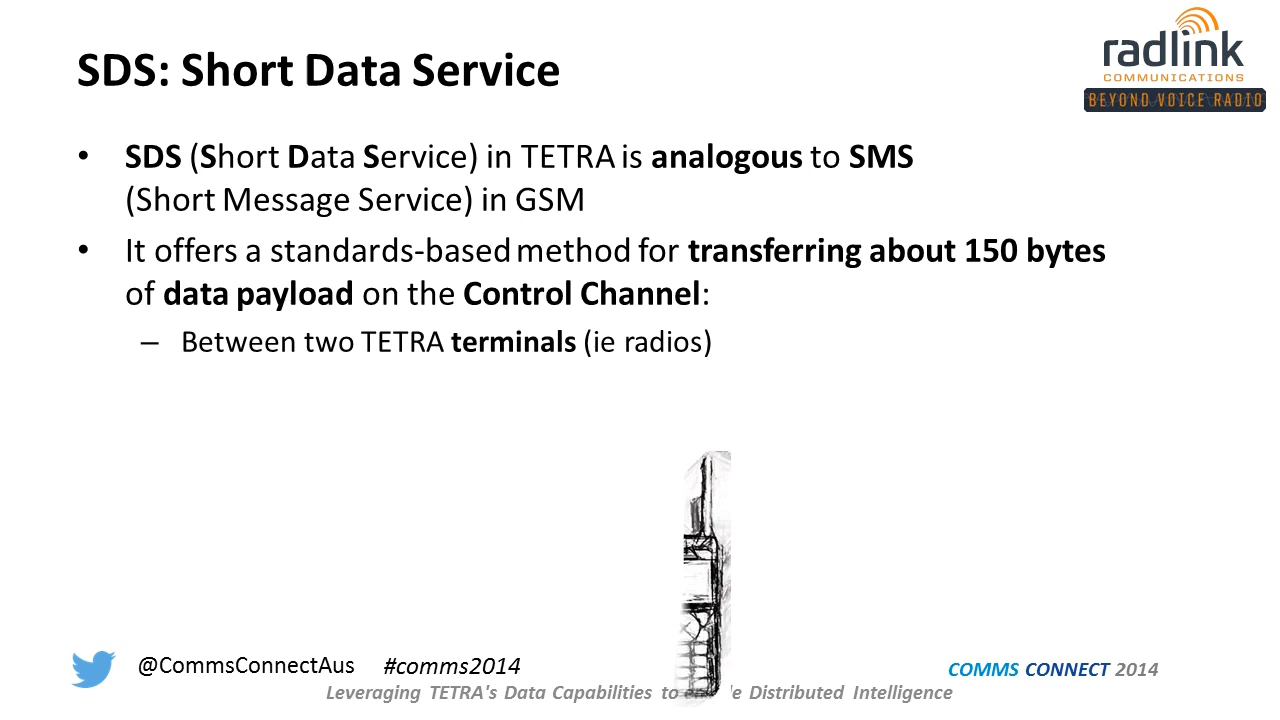 SDS: Short Data Service
radlink
COMMUNICATIONS
BEYOND VOICE RADIO
• SDS (Short Data Service) in TETRA is analogous to SMS
(Short Message Service) in GSM
• It offers a standards-based method for transferring about 150 bytes
of data payload on the Control Channel:
– Between two TETRA terminals (ie radios)
@CommsConnectAus #comms2014
COMMS CONNECT 2014
Leveraging TETRA's Data Capabilities to Distributed Intelligence